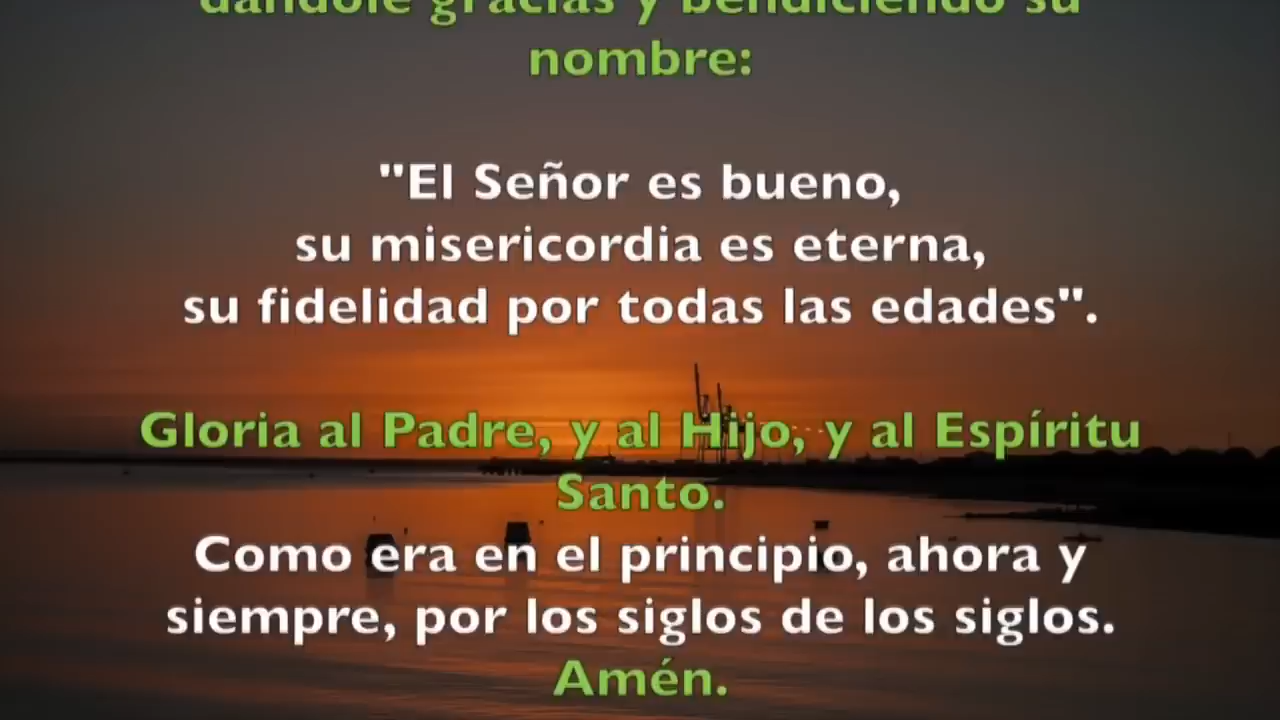 dándole gracias y bendiciendo su
nombre:
"El Señor es bueno,
su misericordia es eterna,
su fidelidad por todas las edades".
Gloria al Padre, y al Hijo, y al Espíritu
Santo.
Como era en el principio, ahora y
siempre, por los siglos de los siglos.
Amén.